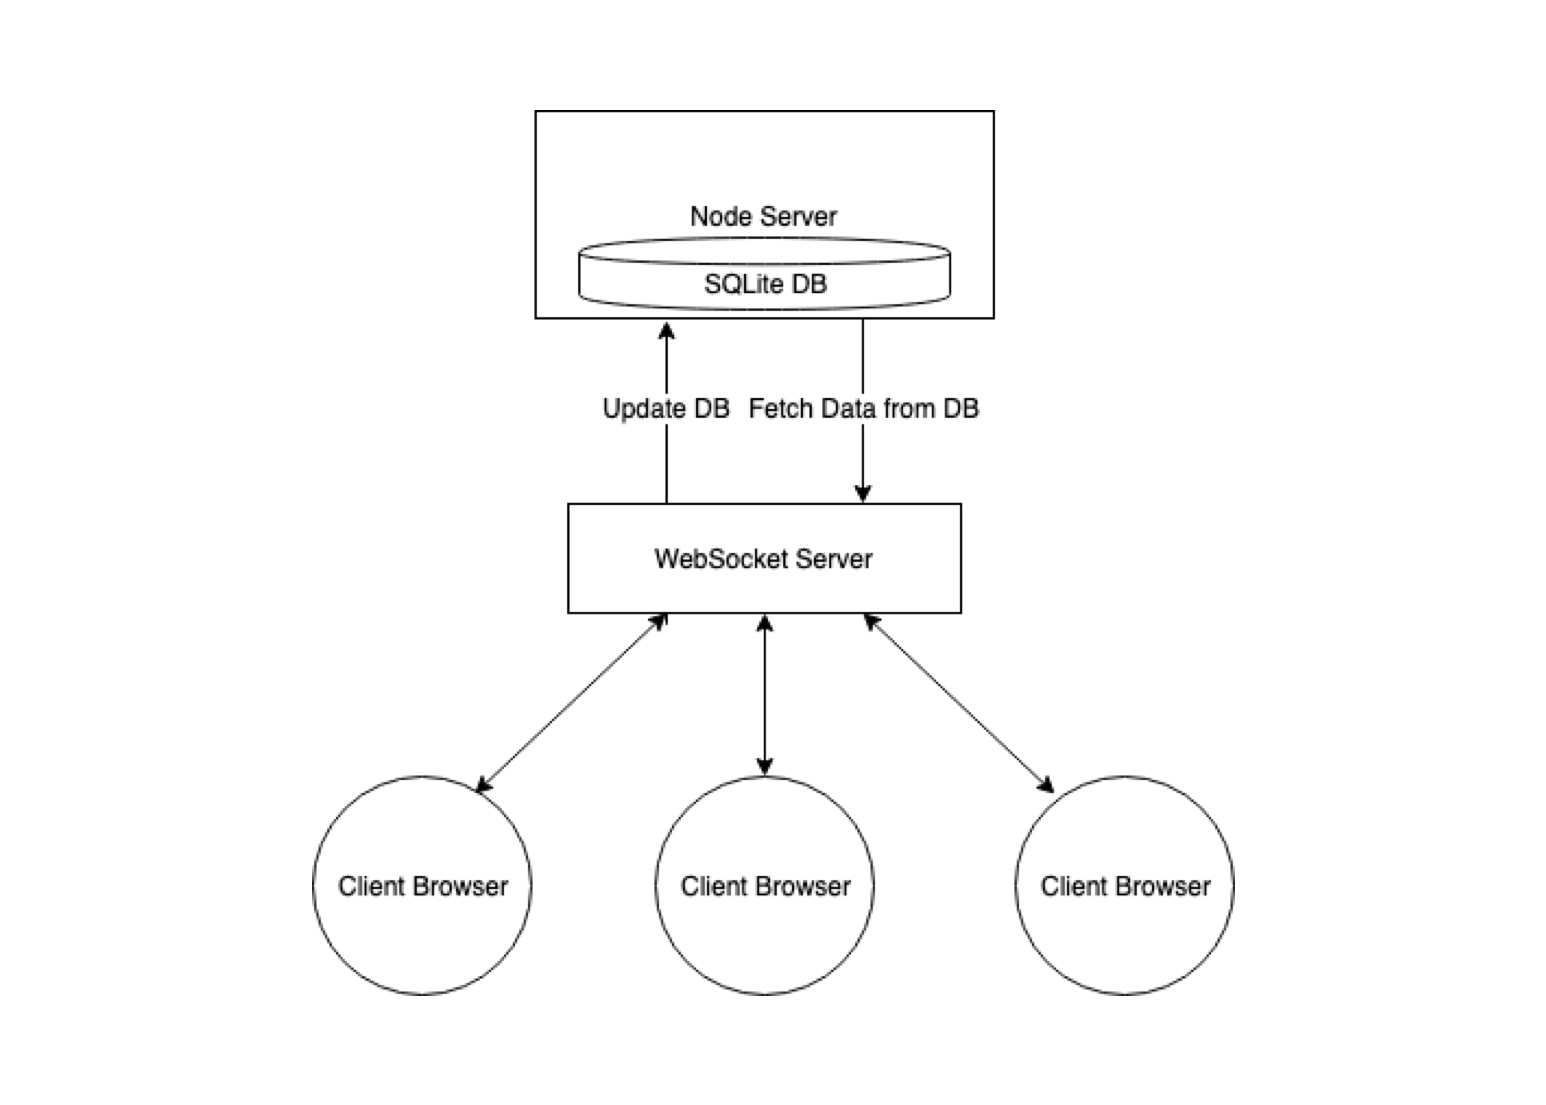 Node Server
SQLite DB
Update DB
Fetch Data from DB
WebSocket Server
Client Browser
Client Browser
Client Browser